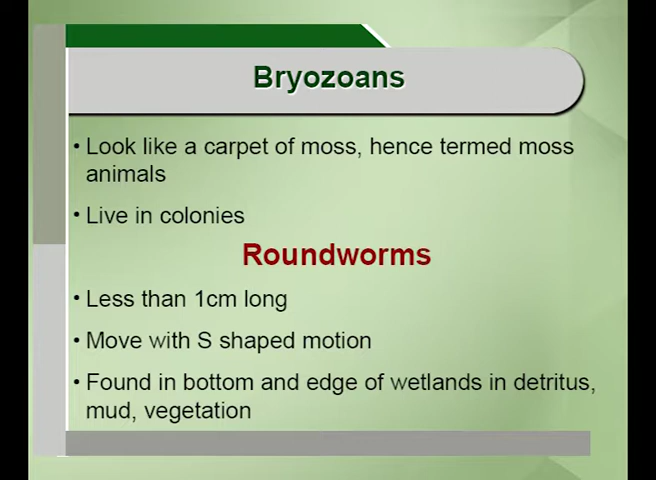 Bryozoans
• Look like a carpet of moss, hence termed moss
animals
• Live in colonies
Roundworms
• Less than 1cm long
• Move with S shaped motion
• Found in bottom and edge of wetlands in detritus,
mud, vegetation